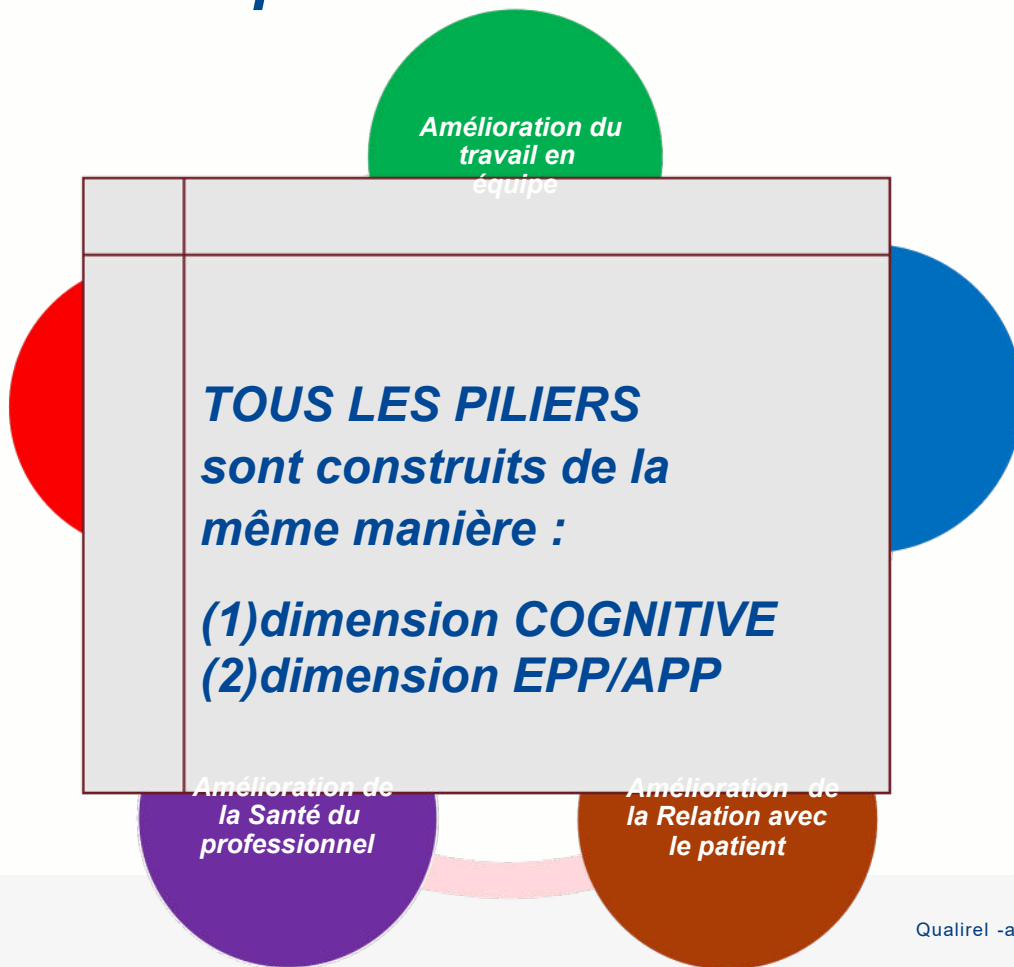 Amélioration du
travail en
équipe
TOUS LES PILIERS
sont construits de la
même manière :
(1)dimension COGNITIVE
(2)dimension EPP/APP
Amélioration de
la Santé du
professionnel
Amélioration de
la Relation avec
le patient
Qualirel -a